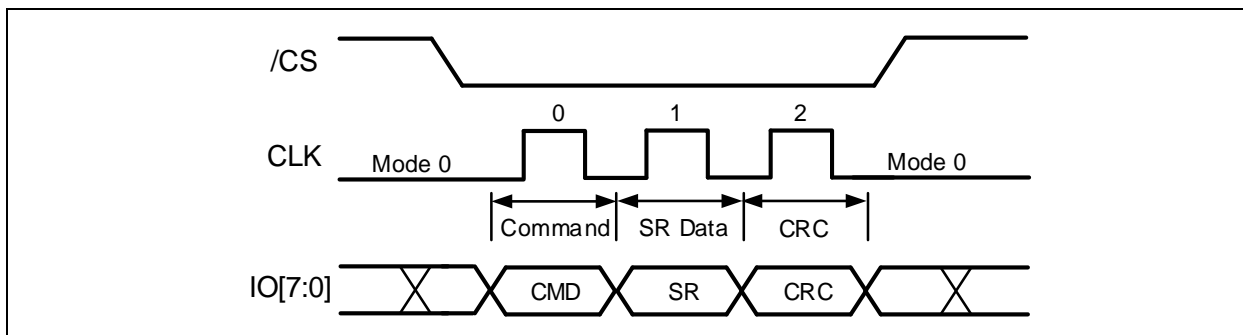 /CS
0 1 2
CLK
Mode 0 Mode 0
Command SR Data CRC
IO[7:0] CMD SR CRC